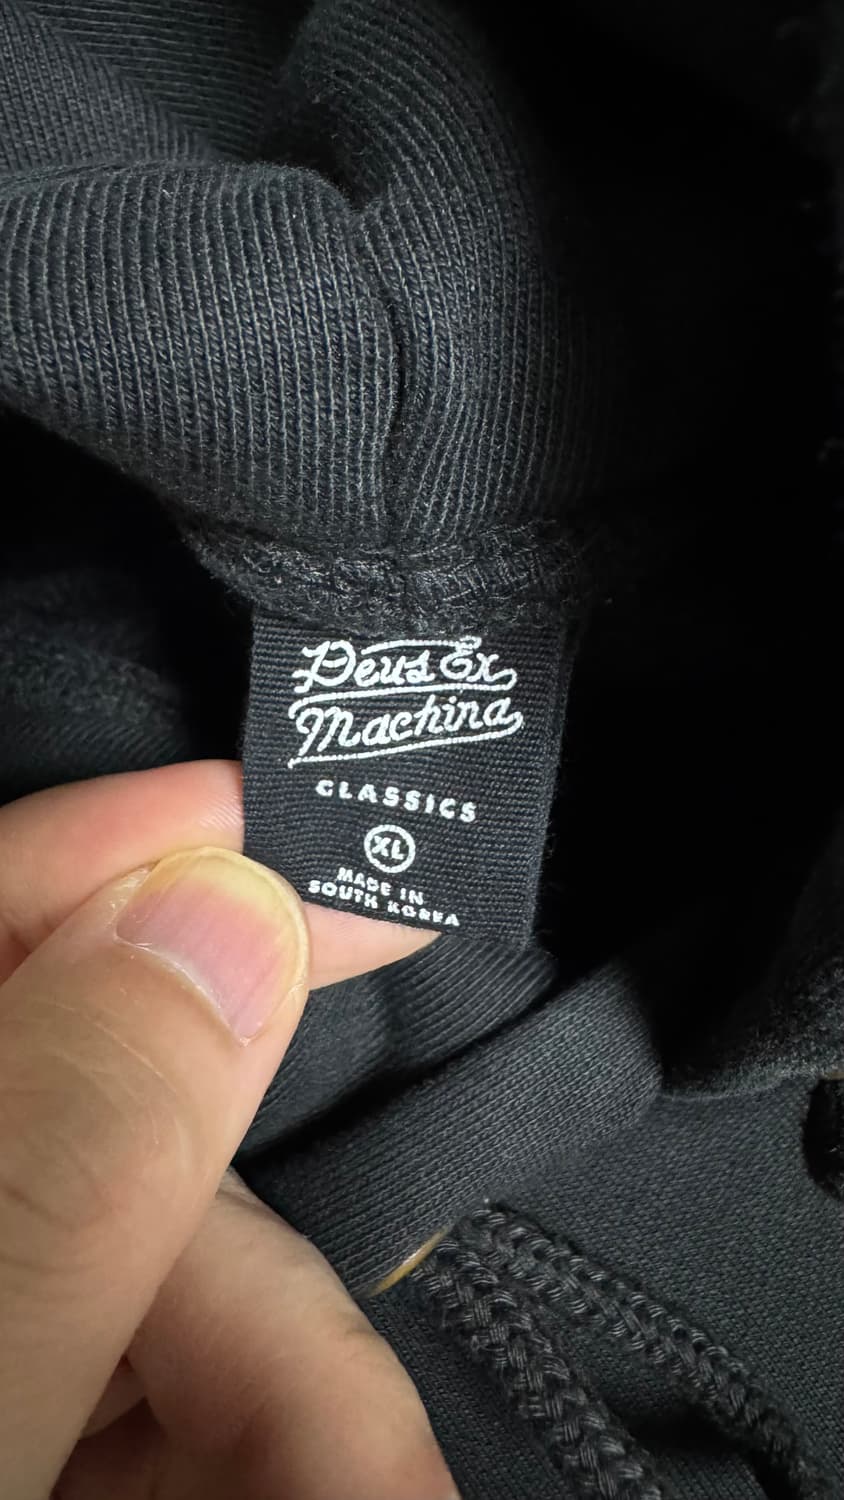 Deus Ex
Machina
CLASSICS
XL
MADE IN
SOUTH KOREA